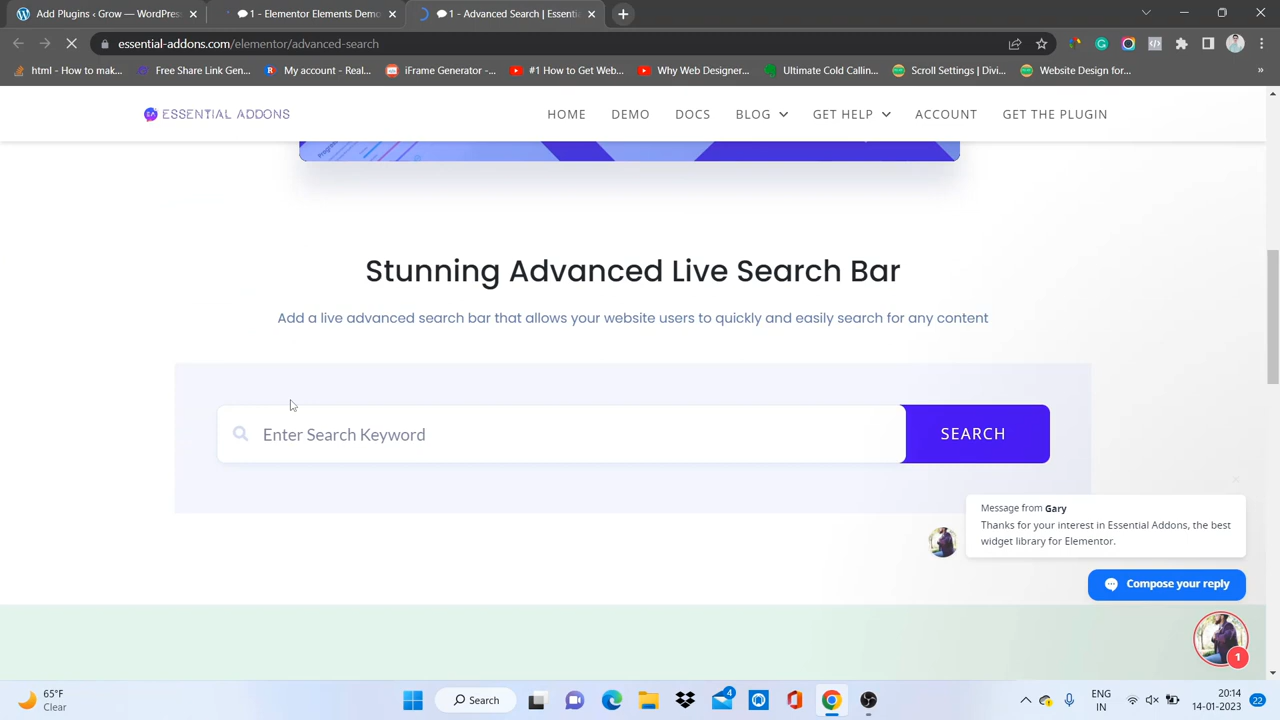 Add Plugins ‹ Grow — WordPres
1 - Elementor Elements Demo
1 - Advanced Search | Essenti
essential-addons.com/elementor/advanced-search
html - How to mak...
Free Share Link Gen...
My account - Real...
iFrame Generator -...
#1 How to Get Web...
Why Web Designer...
Ultimate Cold Callin...
Scroll Settings | Divi...
Website Design for...
»
EA ESSENTIAL ADDONS
HOME
DEMO
DOCS
BLOG
GET HELP
ACCOUNT
GET THE PLUGIN
Stunning Advanced Live Search Bar
Add a live advanced search bar that allows your website users to quickly and easily search for any content
Enter Search Keyword
SEARCH
Message from Gary
Thanks for your interest in Essential Addons, the best
widget library for Elementor.
Compose your reply
1
65°F
Clear
Search
4
ENG
IN
20:14
14-01-2023
22